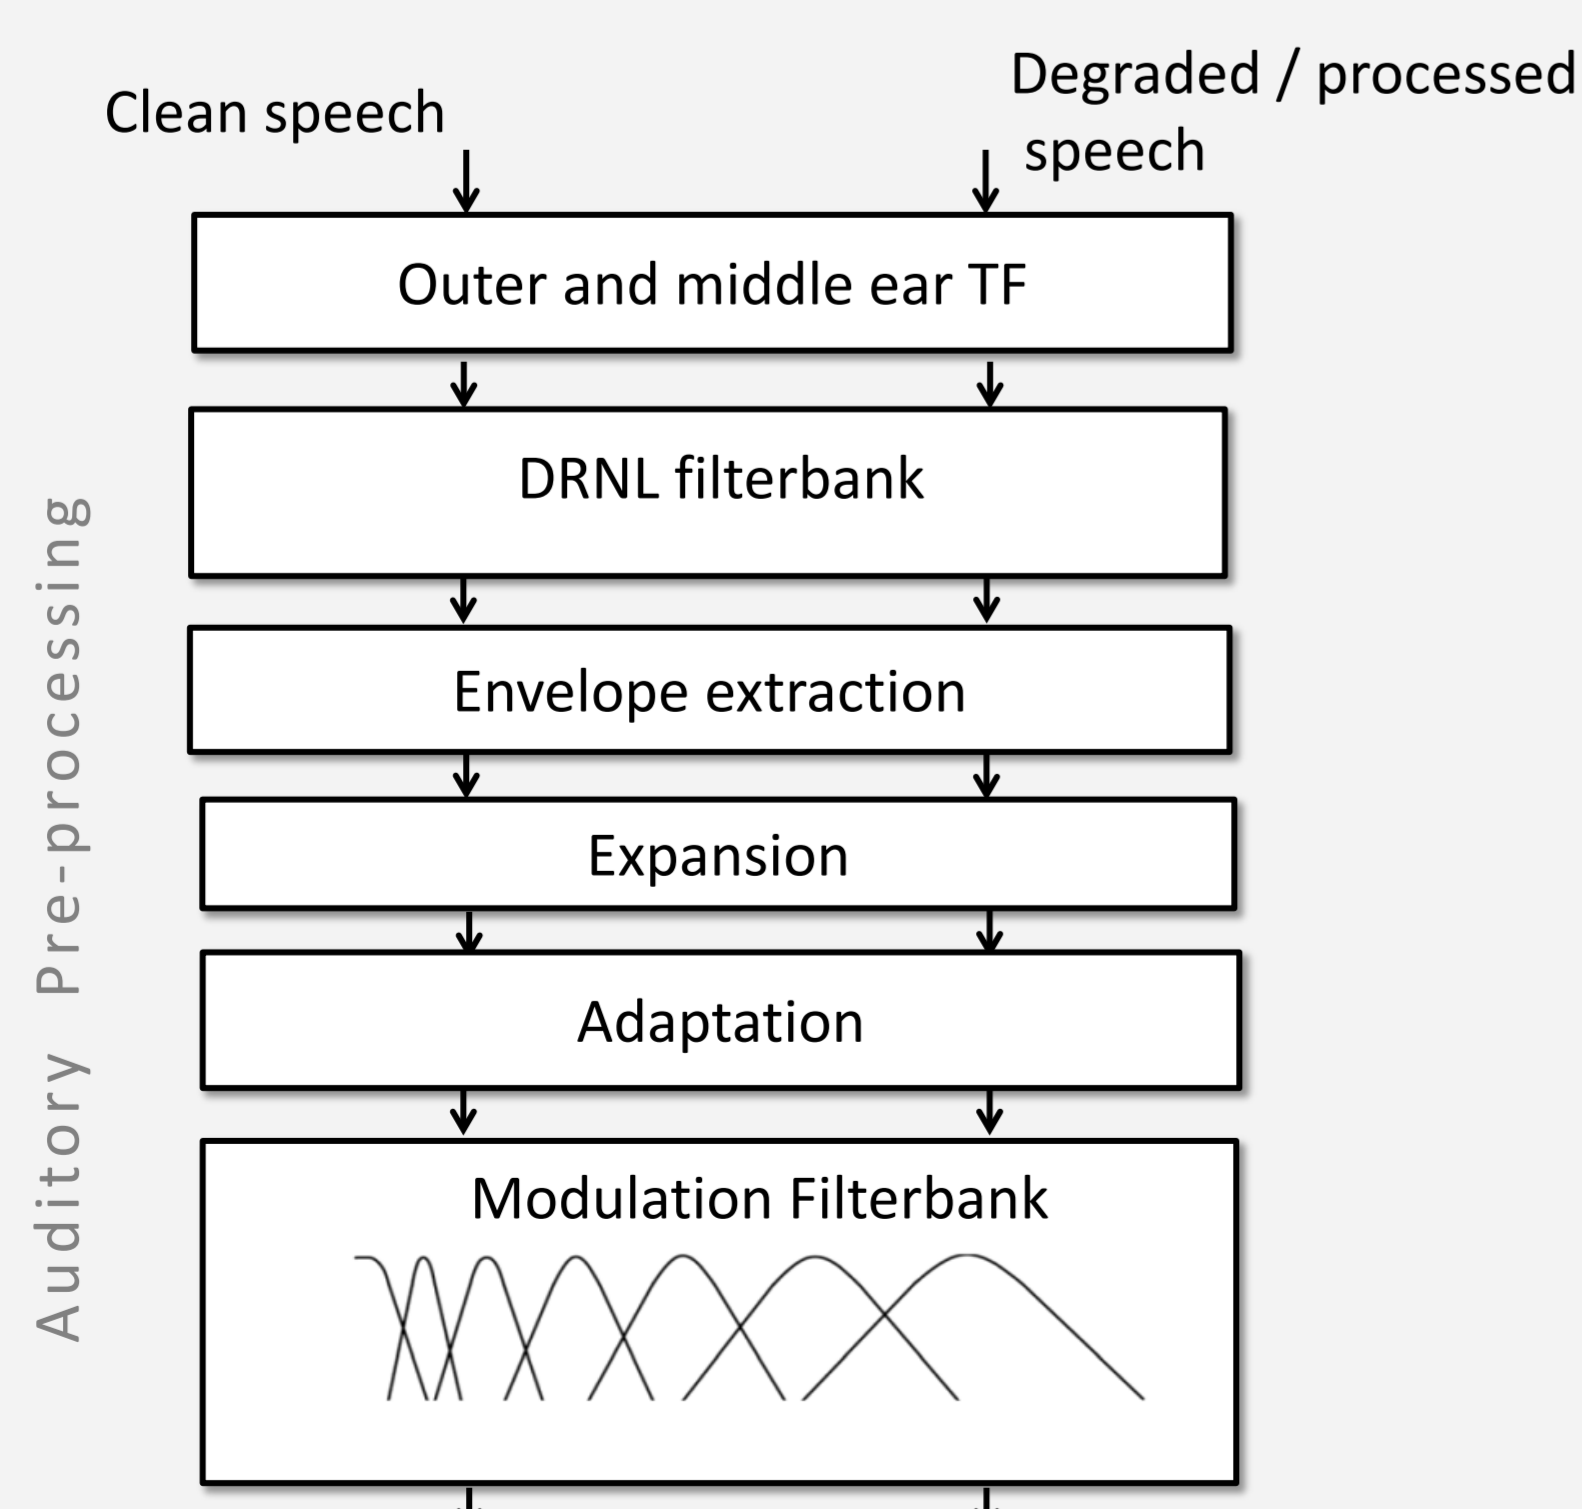 Clean speech
Degraded / processed
speech
Outer and middle ear TF
DRNL filterbank
Envelope extraction
Expansion
Adaptation
Modulation Filterbank
Auditory Pre-processing